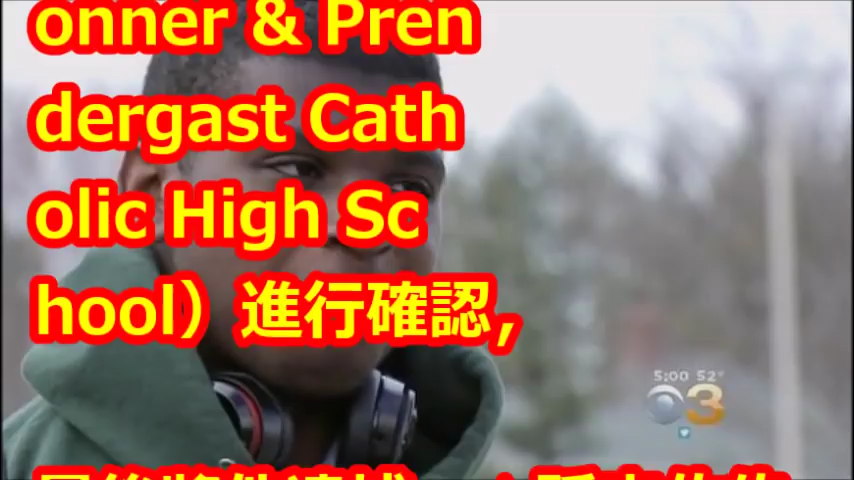 onner & Pren
dergast Cath
olic High Sc
hool）進行確認，
5:00 52°
3